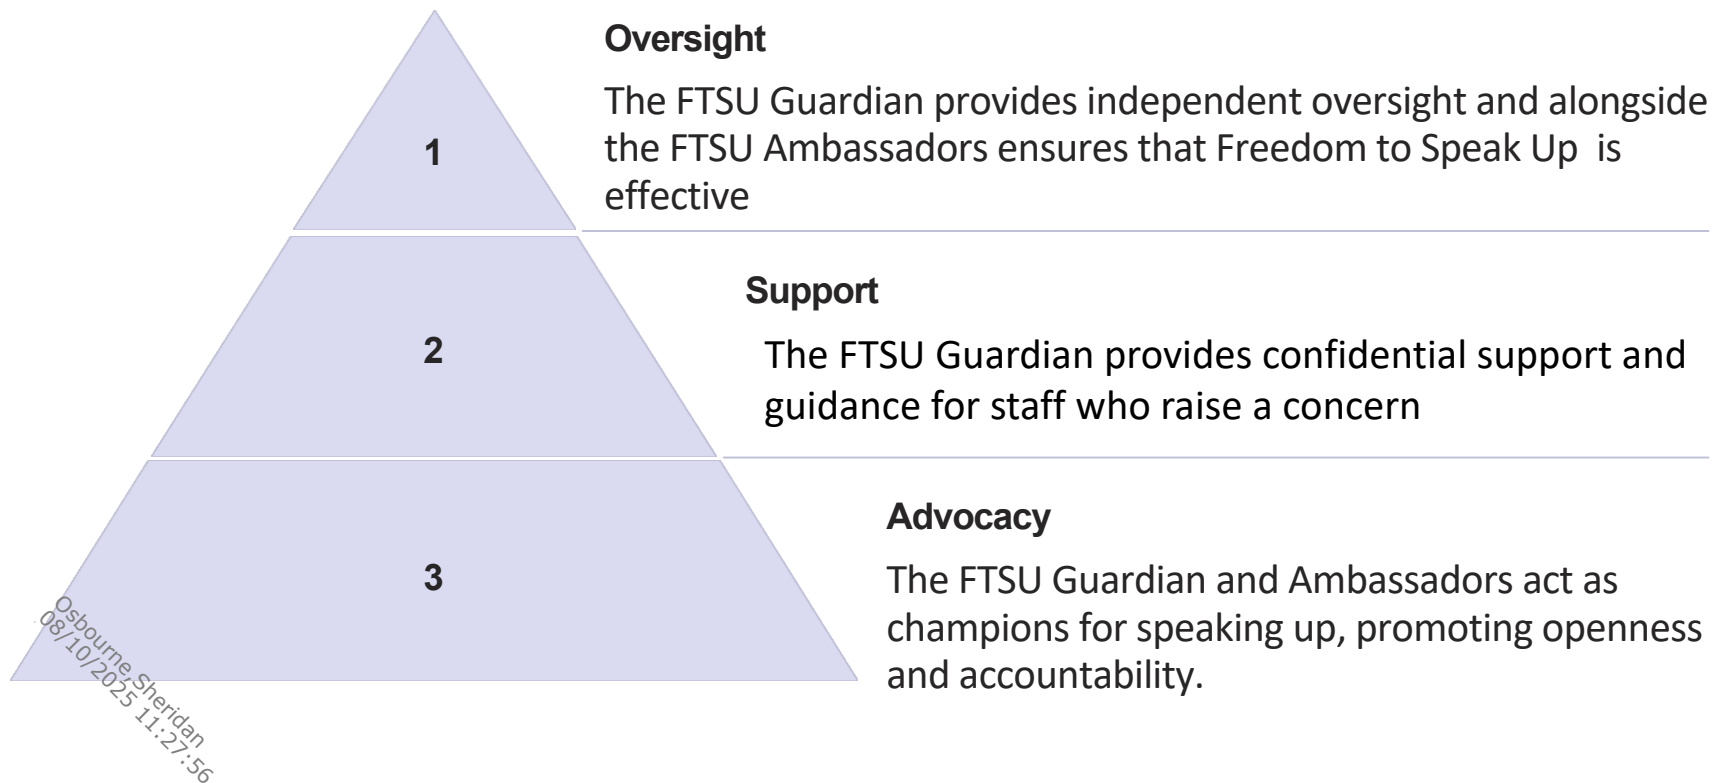 Oversight
The FTSU Guardian provides independent oversight and alongside
the FTSU Ambassadors ensures that Freedom to Speak Up  is
effective
1
Support
The FTSU Guardian provides confidential support and
guidance for staff who raise a concern
2
Advocacy
The FTSU Guardian and Ambassadors act as
champions for speaking up, promoting openness
and accountability.
3
Osbourne,Sheridan
08/10/2025 11:27:56